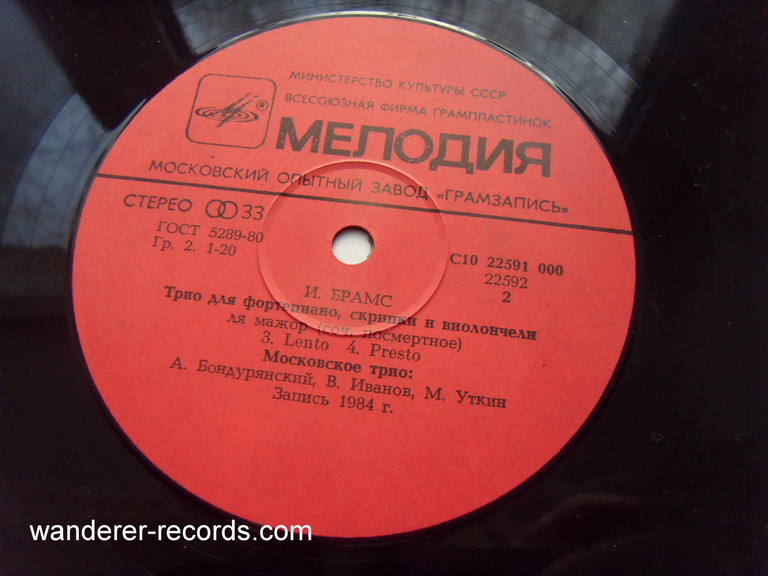 МИНИСТЕРСТВО КУЛЬТУРЫ СССР
ВСЕСОЮЗНАЯ ФИРМА ГРАМПЛАСТИНОК
®
МЕЛОДИЯ
МОСКОВСКИЙ ОПЫТНЫЙ ЗАВОД «ГРАМЗАПИСЬ»
СТЕРЕО 33
ГОСТ 5289-80
Гр. 2. 1-20
С10 22591 000
22592
2
И. БРАМС
Трио для фортепиано, скрипки и виолончели
ля мажор (соч. посмертное)
3. Lento 4. Presto
Московское трио:
А. Бондурянский, В. Иванов, М. Уткин
Запись 1984 г.
wanderer-records.com